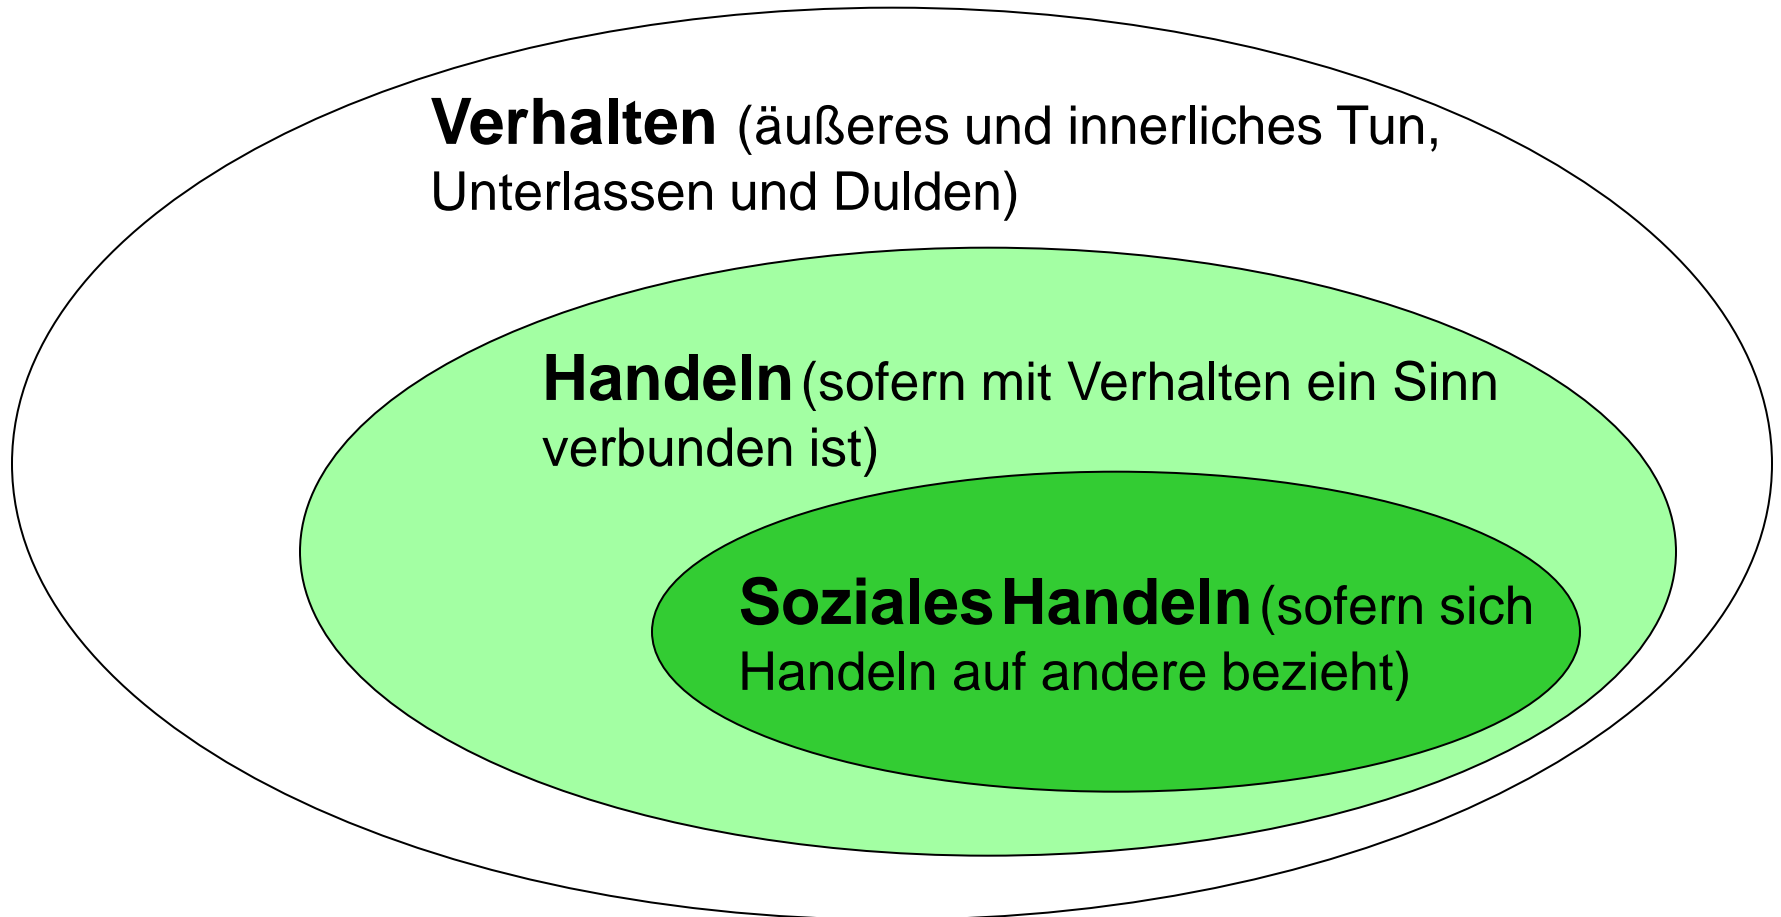 Verhalten (äußeres und innerliches Tun,
Unterlassen und Dulden)
Handeln (sofern mit Verhalten ein Sinn
verbunden ist)
Soziales Handeln (sofern sich
Handeln auf andere bezieht)